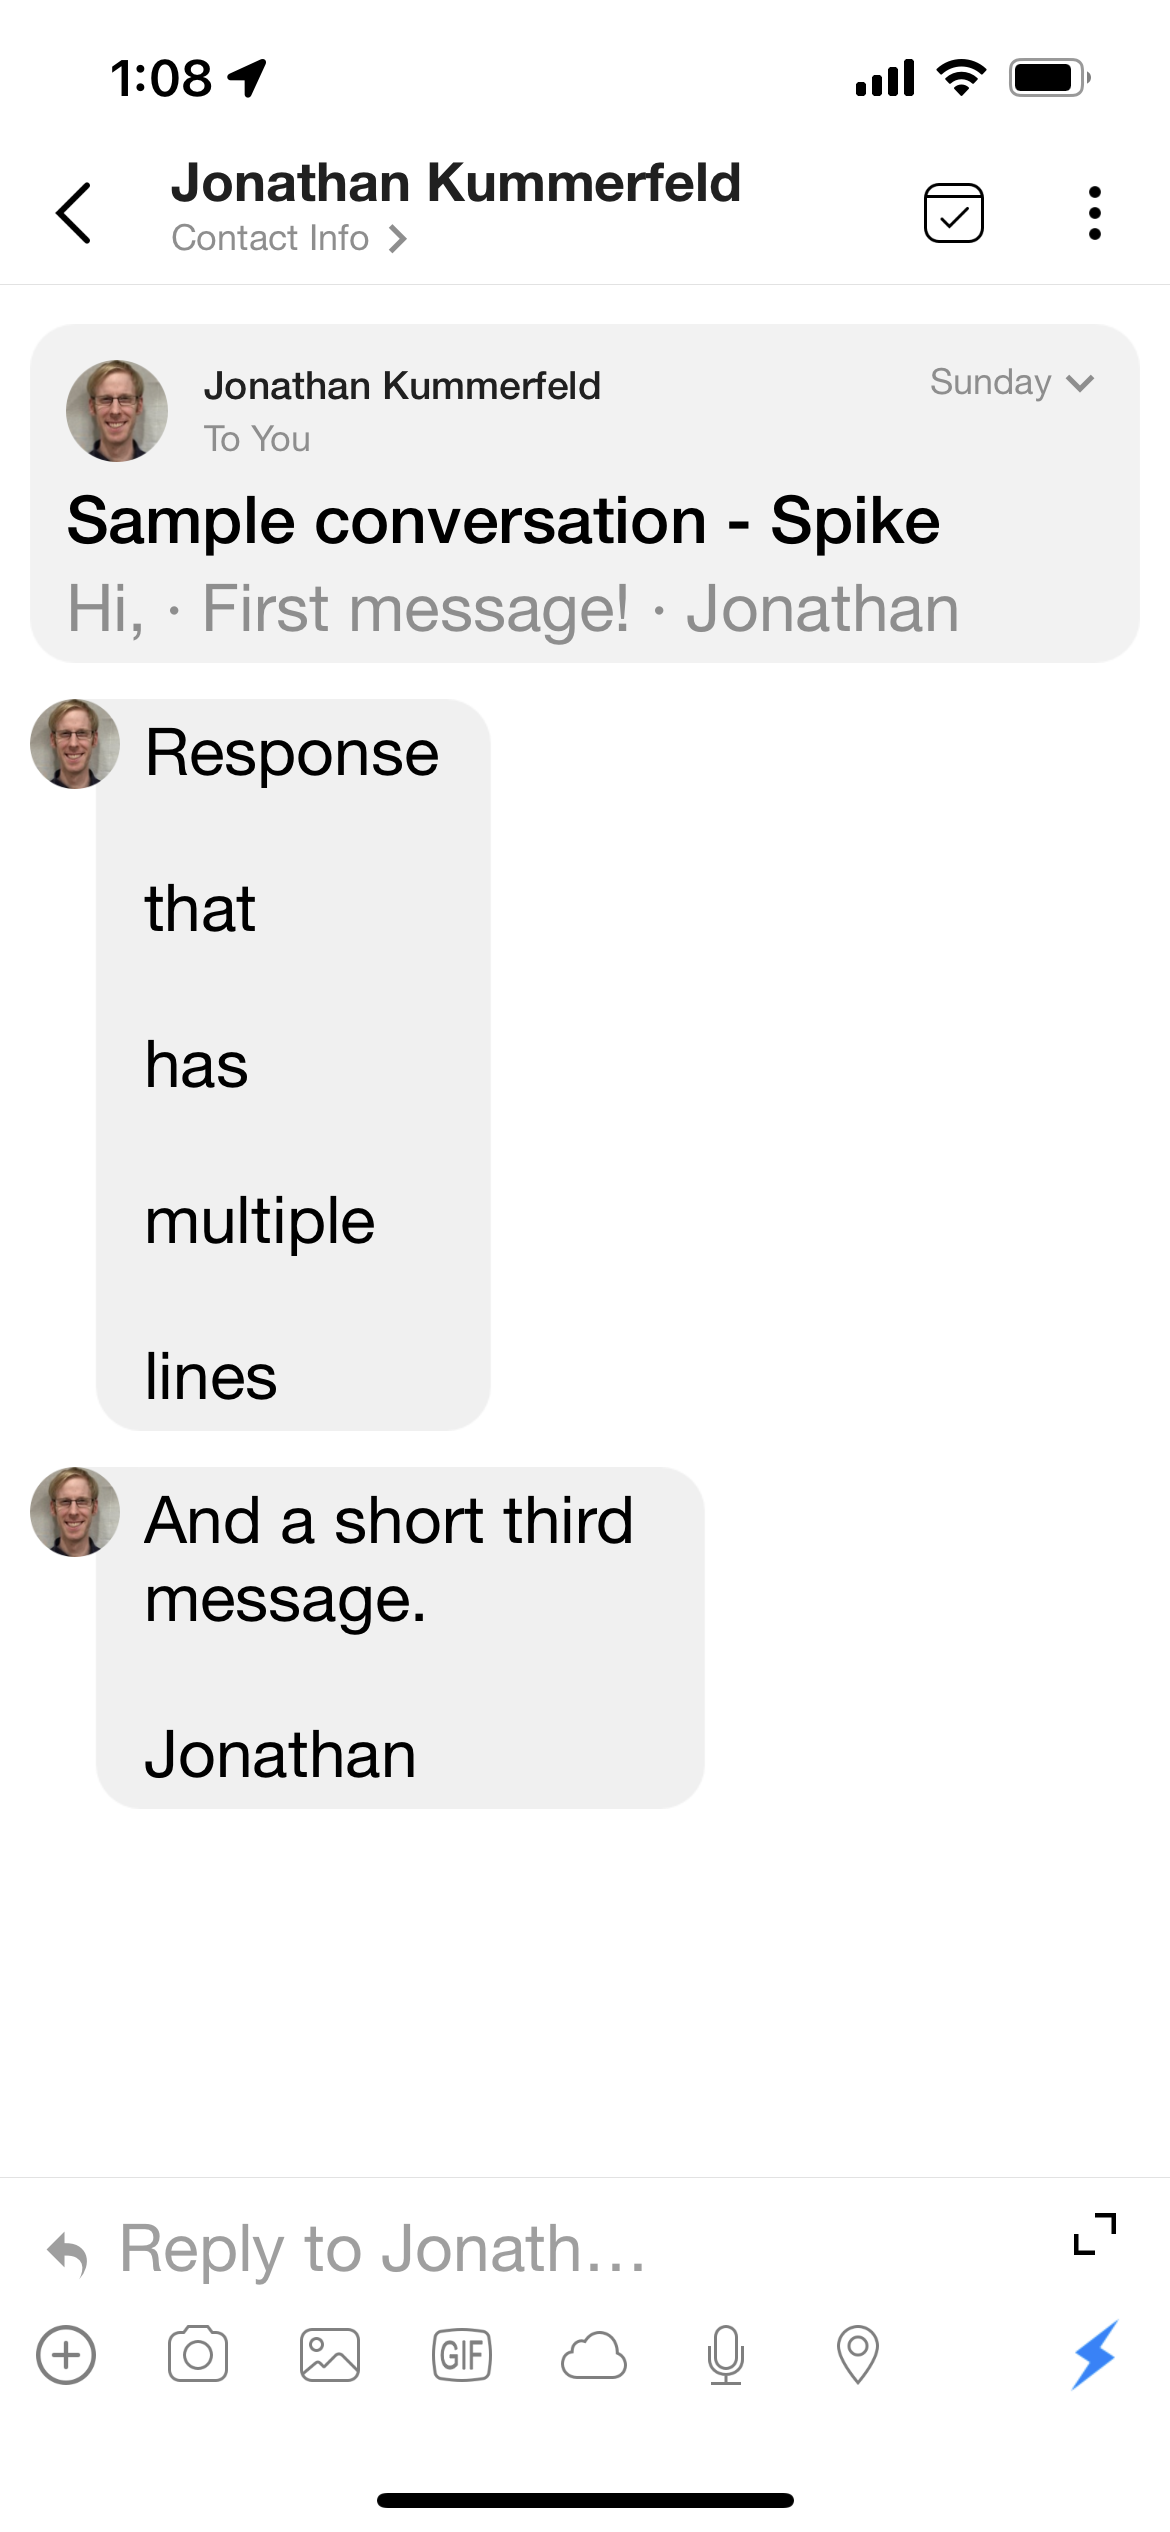 1:08
Jonathan Kummerfeld
Contact Info
Jonathan Kummerfeld
Sunday
To You
Sample conversation - Spike
Hi, · First message! · Jonathan
Response
that
has
multiple
lines
And a short third
message.
Jonathan
Reply to Jonath...
GIF